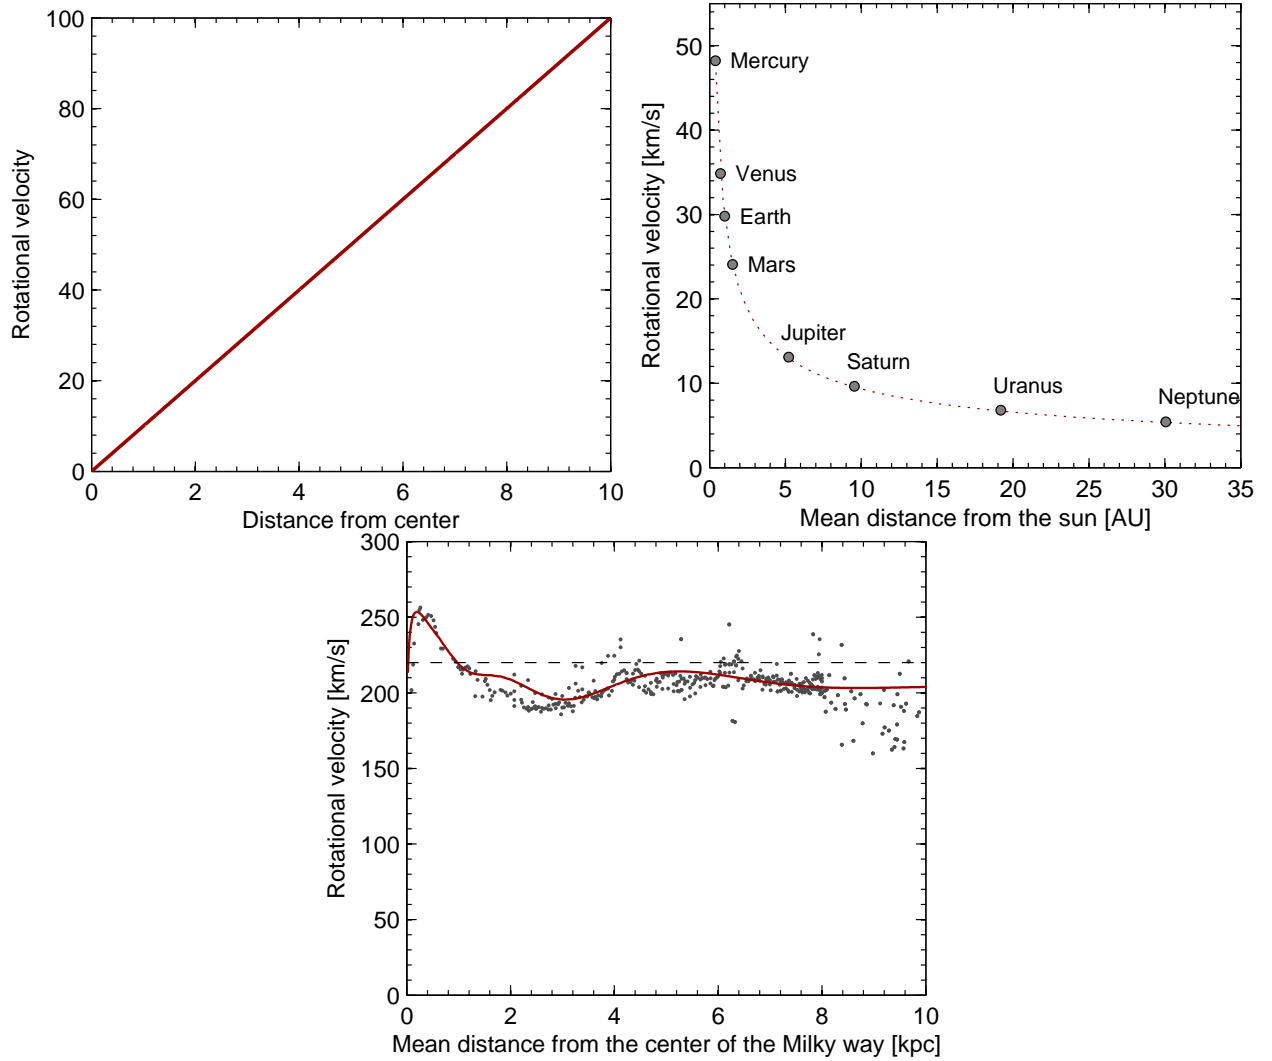 100
80
60
40
20
0
Rotational velocity
0 2 4 6 8 10
Distance from center
50
40
30
20
10
0
Rotational velocity [km/s]
Mercury
Venus
Earth
Mars
Jupiter
Saturn
Uranus
Neptune
0 5 10 15 20 25 30 35
Mean distance from the sun [AU]
300
250
200
150
100
50
0
Rotational velocity [km/s]
0 2 4 6 8 10
Mean distance from the center of the Milky way [kpc]